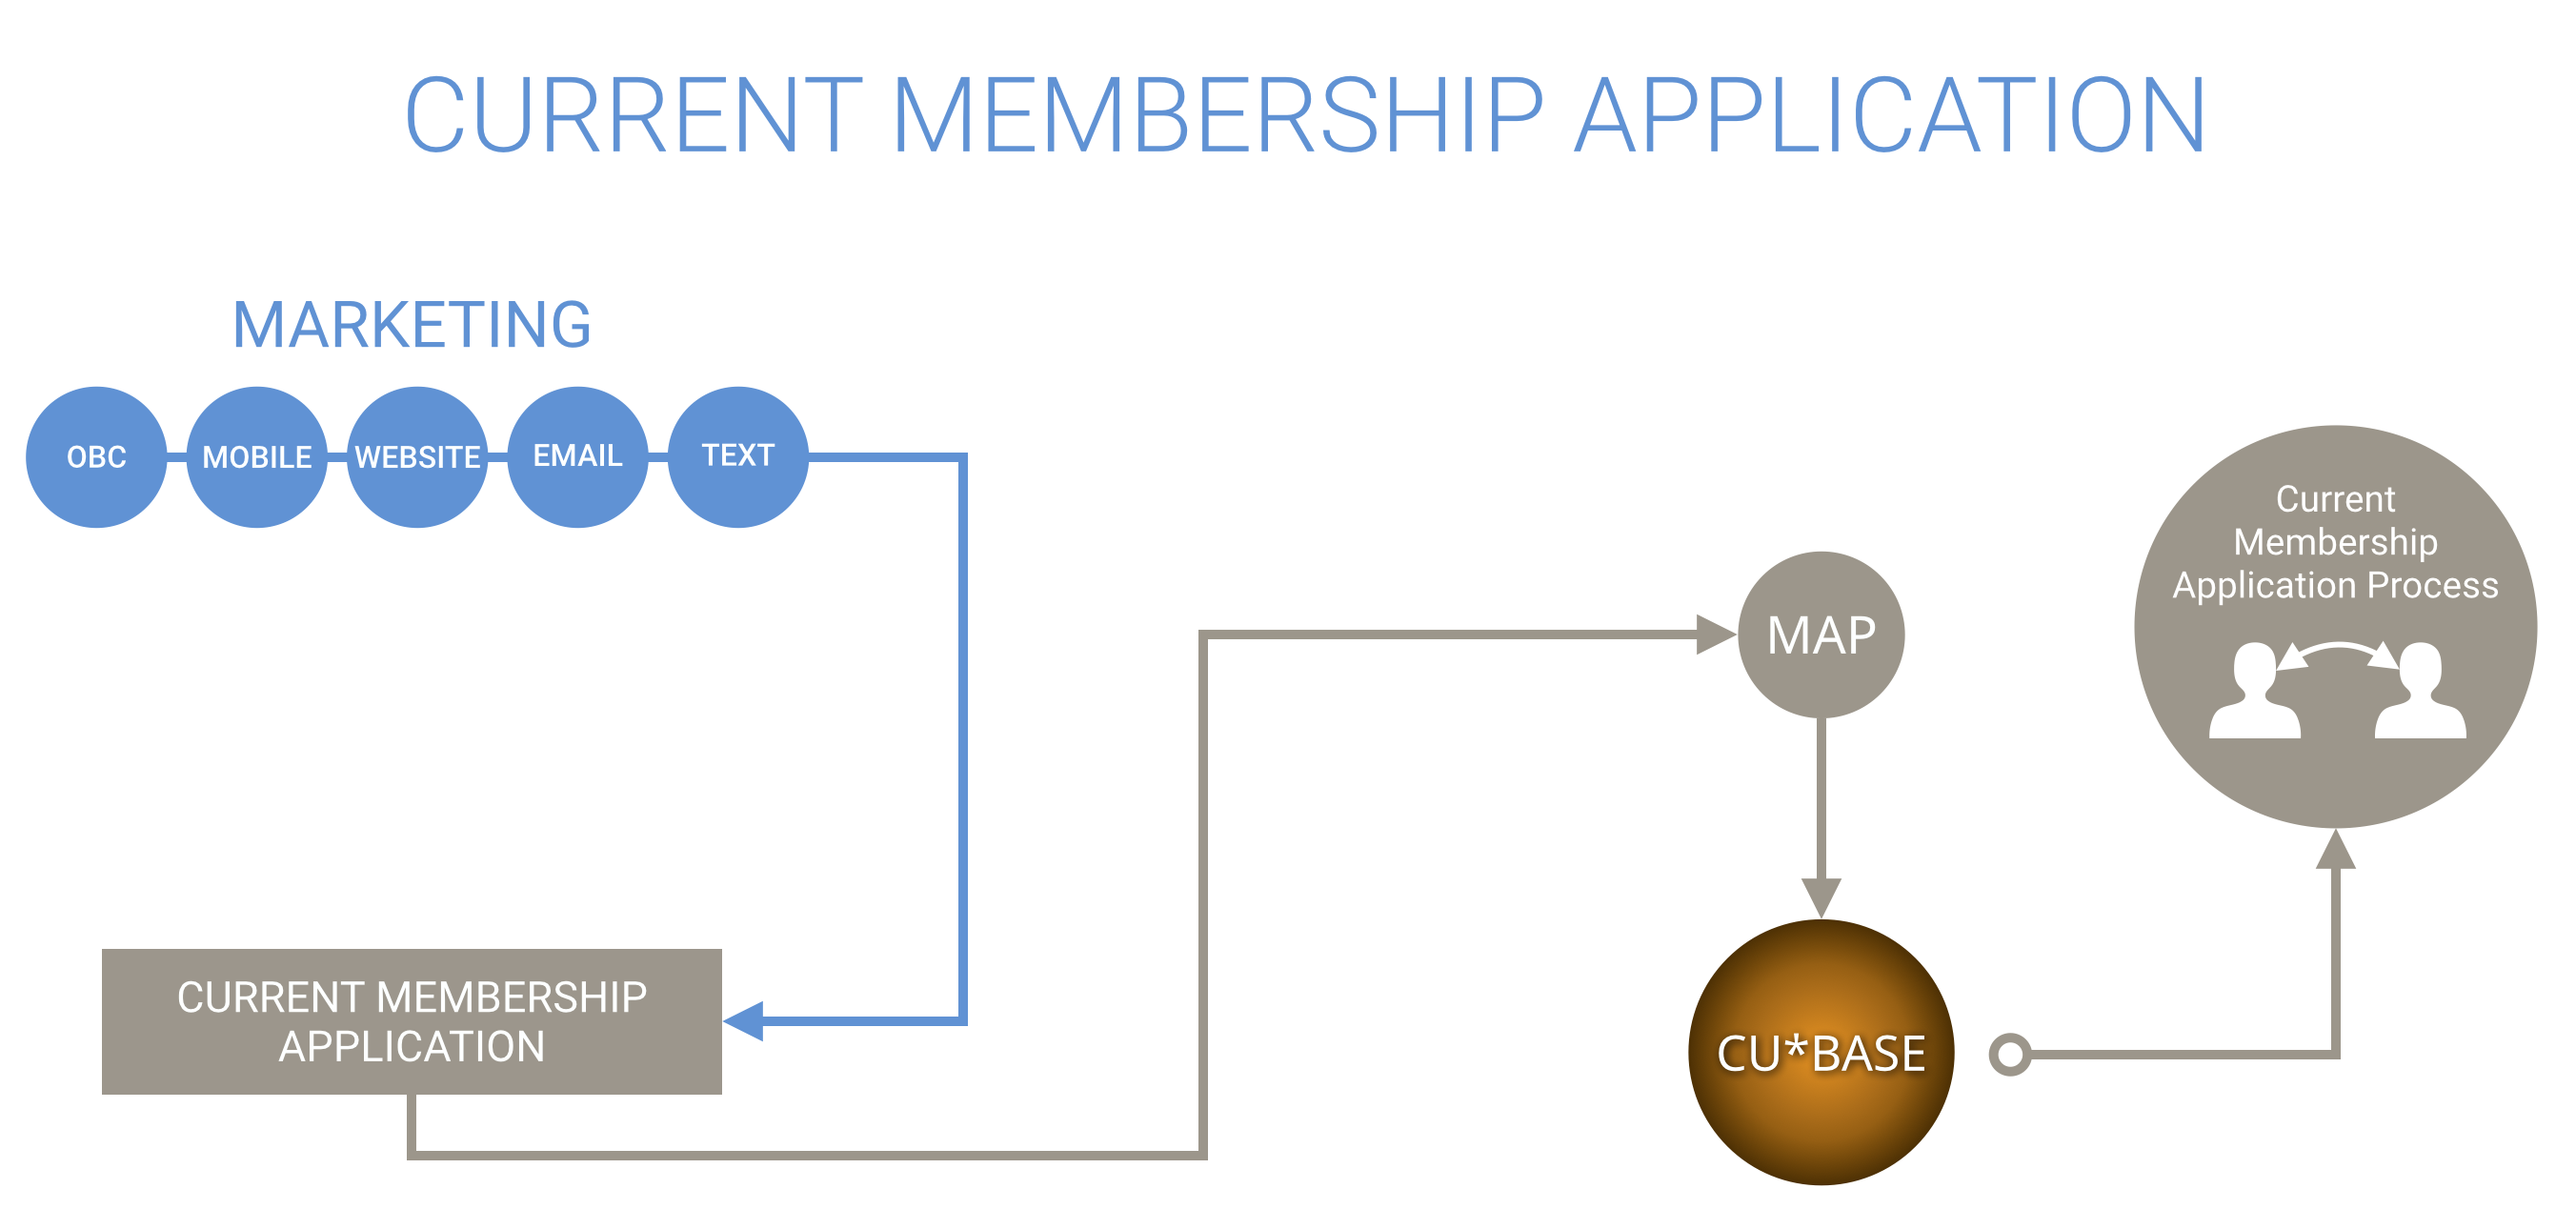 CURRENT MEMBERSHIP APPLICATION
MARKETING
OBC
MOBILE
WEBSITE
EMAIL
TEXT
CURRENT MEMBERSHIP
APPLICATION
MAP
CU*BASE
Current
Membership
Application Process